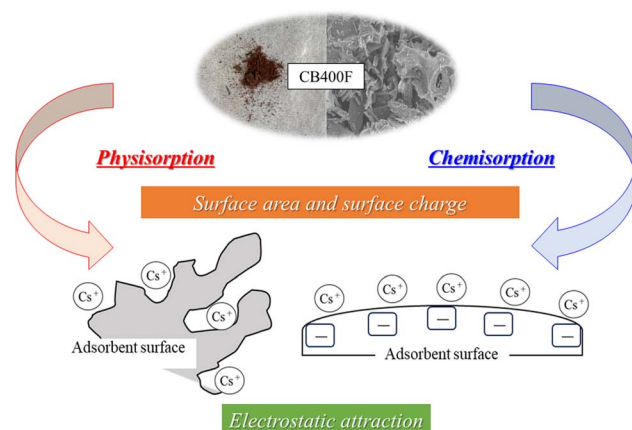 CB400F
Physisorption
Chemisorption
Surface area and surface charge
Cs⁺
Cs⁺
Cs⁺
Cs⁺
Adsorbent surface
Cs⁺
Cs⁺
Cs⁺
Cs⁺
Cs⁺
—
—
—
—
—
Adsorbent surface
Electrostatic attraction